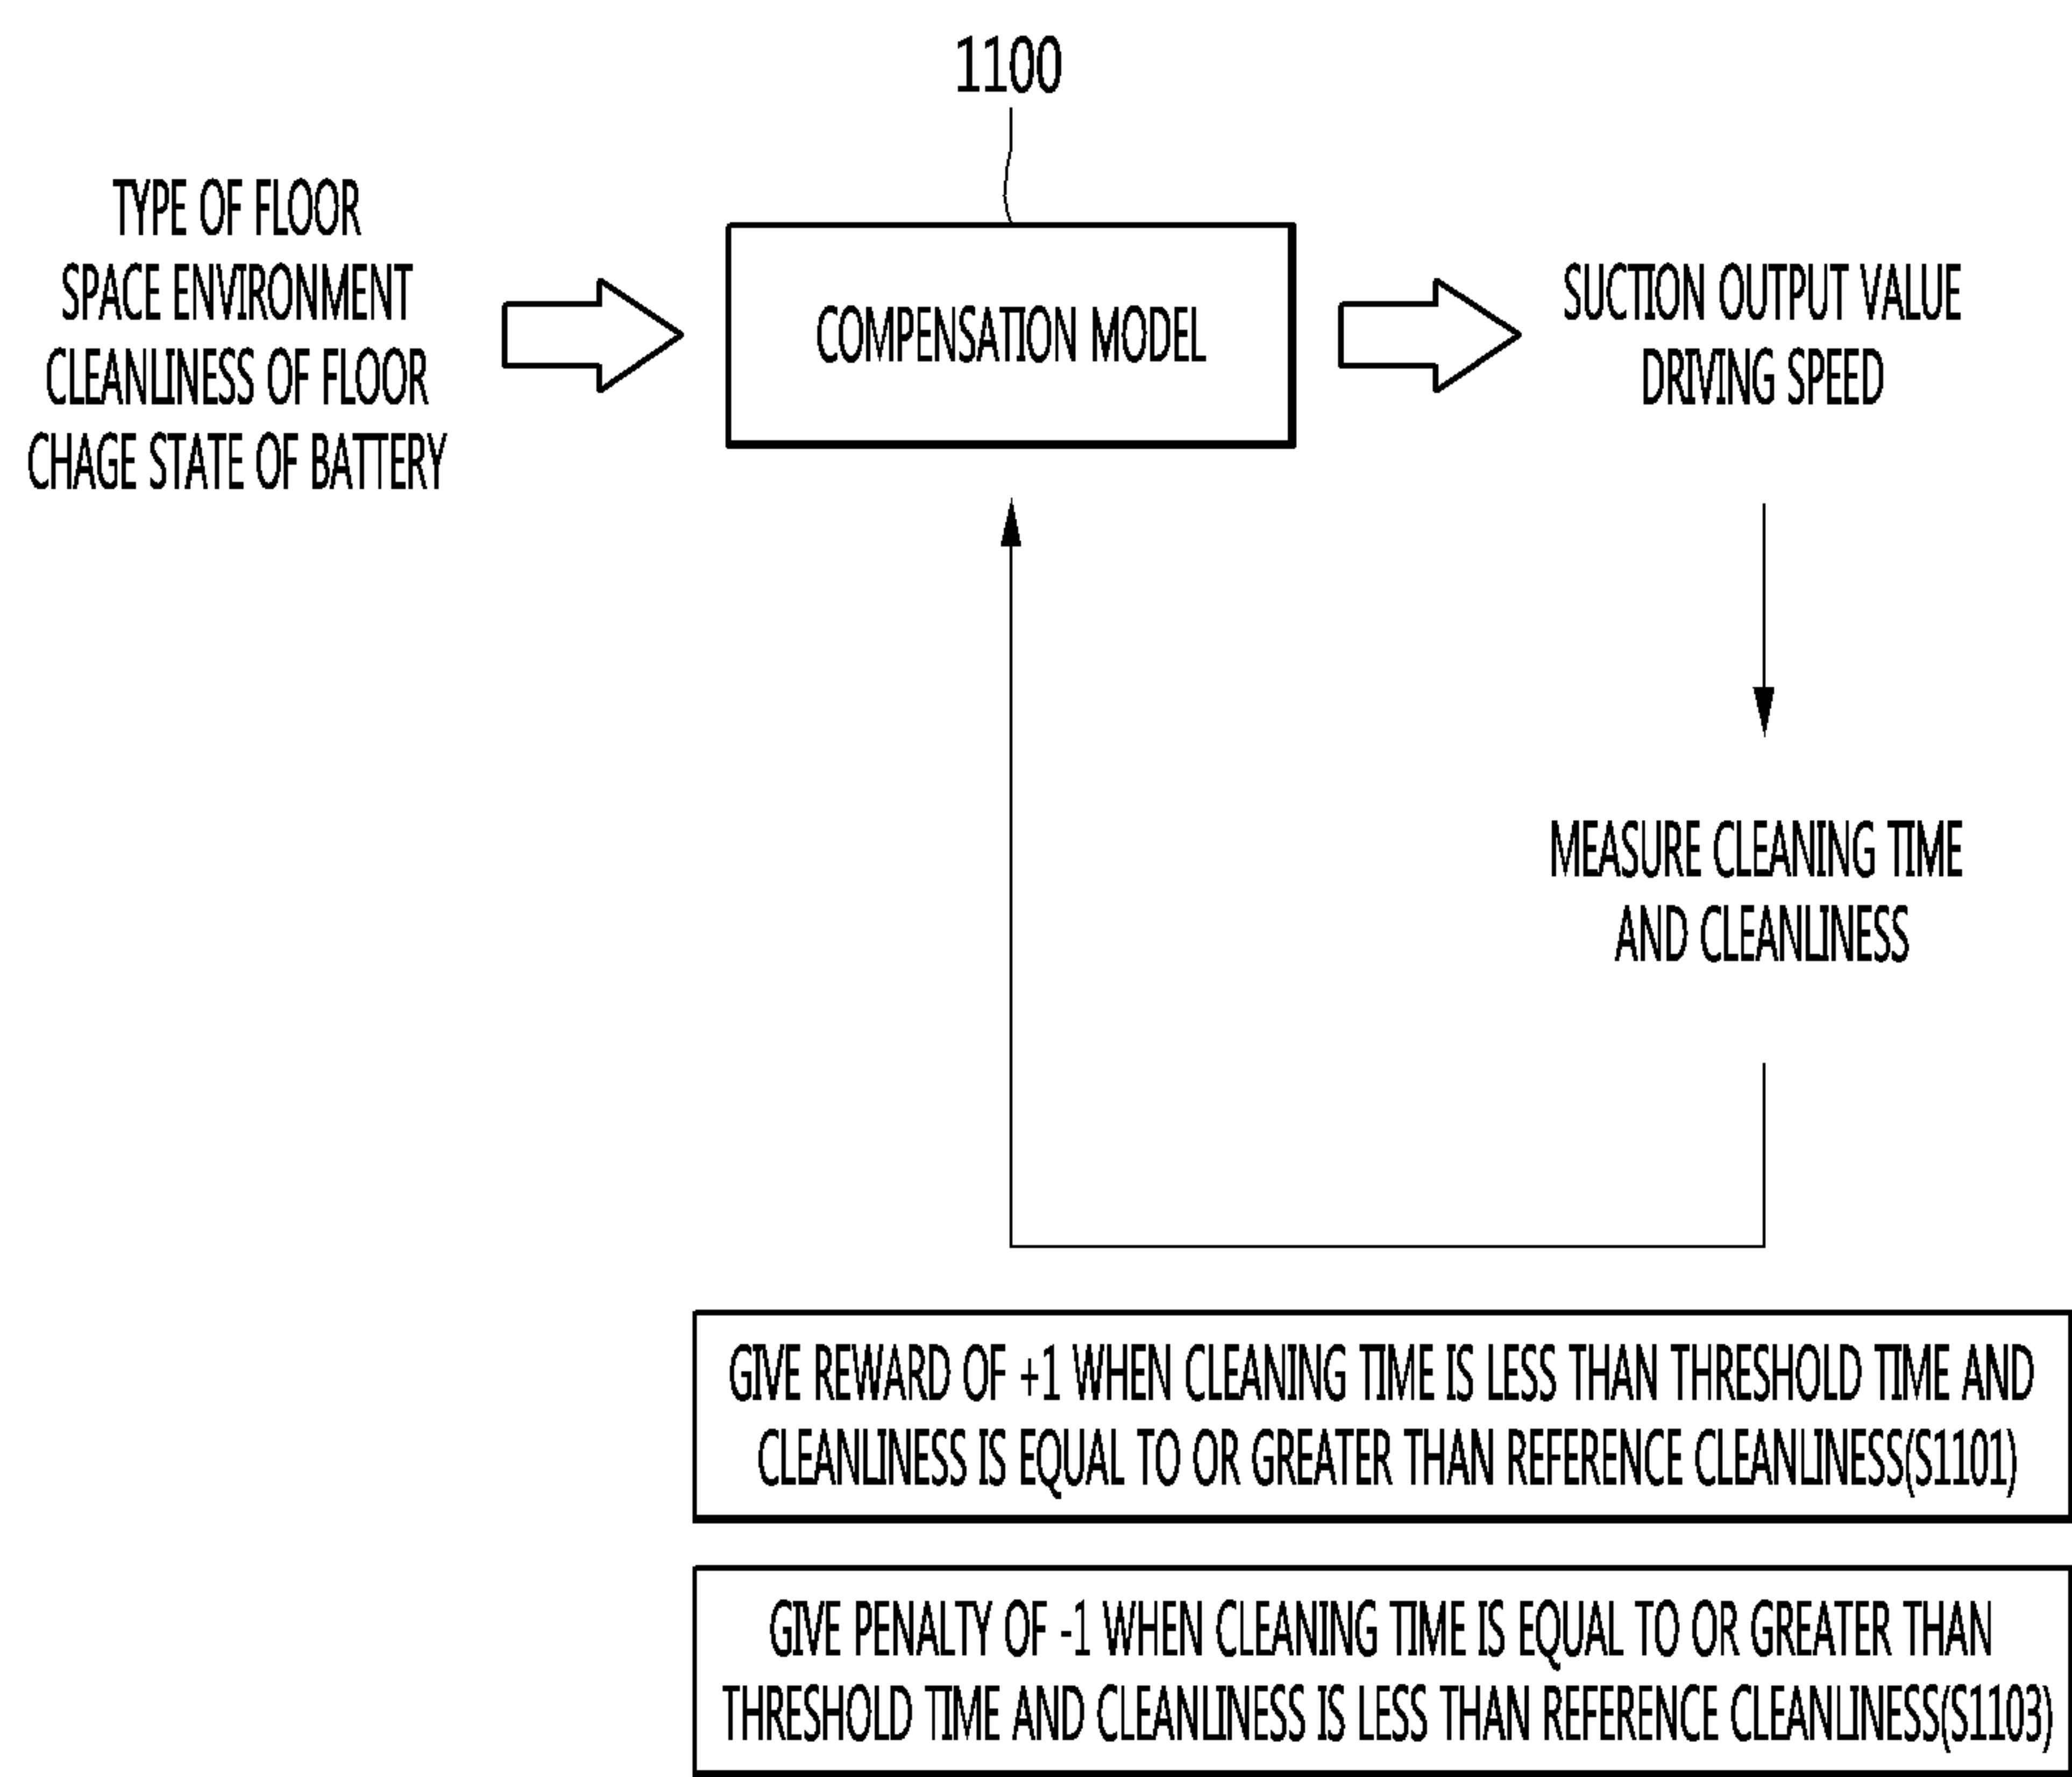 1100
TYPE OF FLOOR
SPACE ENVIRONMENT
CLEANLINESS OF FLOOR
CHAGE STATE OF BATTERY
COMPENSATION MODEL
SUCTION OUTPUT VALUE
DRIVING SPEED
MEASURE CLEANING TIME
AND CLEANLINESS
GIVE REWARD OF +1 WHEN CLEANING TIME IS LESS THAN THRESHOLD TIME AND
CLEANLINESS IS EQUAL TO OR GREATER THAN REFERENCE CLEANLINESS(S1101)
GIVE PENALTY OF -1 WHEN CLEANING TIME IS EQUAL TO OR GREATER THAN
THRESHOLD TIME AND CLEANLINESS IS LESS THAN REFERENCE CLEANLINESS(S1103)